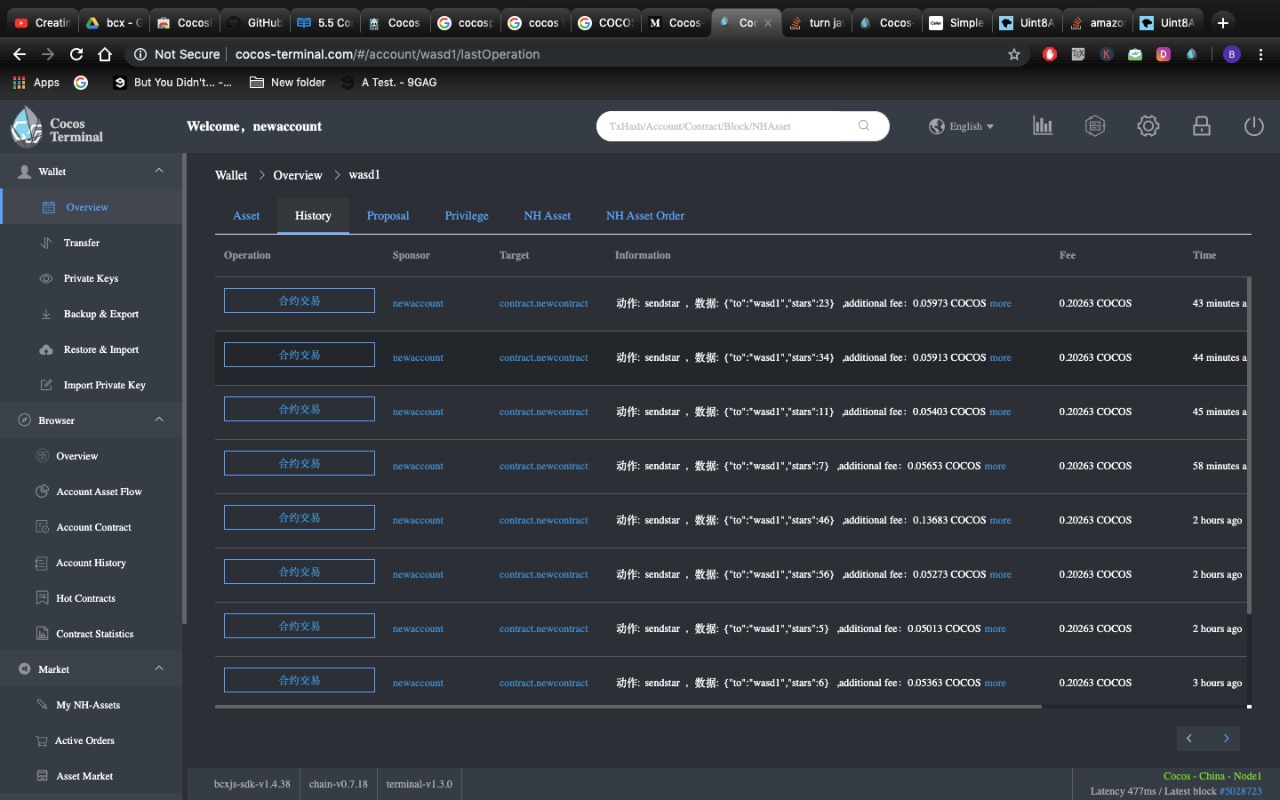 Creatin
bcx - G
Cocos
GitHub
5.5 Co
Cocos
cocos
cocos
COCOS
Cocos-
Co
turn ja
Cocos-
Simple
Uint8A
amazo
Uint8A
Not Secure
cocos-terminal.com/#/account/wasd1/lastOperation
Apps
But You Didn't... -...
New folder
A Test. - 9GAG
Cocos
Terminal
Welcome，newaccount
TxHash/Account/Contract/Block/NHAsset
English
Wallet
Overview
Transfer
Private Keys
Backup & Export
Restore & Import
Import Private Key
Browser
Overview
Account Asset Flow
Account Contract
Account History
Hot Contracts
Contract Statistics
Market
My NH-Assets
Active Orders
Asset Market
Wallet > Overview > wasd1
Asset History Proposal Privilege NH Asset NH Asset Order
Operation Sponsor Target Information Fee Time
合约交易 newaccount contract.newcontract 动作: sendstar ，数据: {"to":"wasd1","stars":23} ,additional fee：0.05973 COCOS more 0.20263 COCOS 43 minutes a
合约交易 newaccount contract.newcontract 动作: sendstar ，数据: {"to":"wasd1","stars":34} ,additional fee：0.05913 COCOS more 0.20263 COCOS 44 minutes a
合约交易 newaccount contract.newcontract 动作: sendstar ，数据: {"to":"wasd1","stars":11} ,additional fee：0.05403 COCOS more 0.20263 COCOS 45 minutes a
合约交易 newaccount contract.newcontract 动作: sendstar ，数据: {"to":"wasd1","stars":7} ,additional fee：0.05653 COCOS more 0.20263 COCOS 58 minutes a
合约交易 newaccount contract.newcontract 动作: sendstar ，数据: {"to":"wasd1","stars":46} ,additional fee：0.13683 COCOS more 0.20263 COCOS 2 hours ago
合约交易 newaccount contract.newcontract 动作: sendstar ，数据: {"to":"wasd1","stars":56} ,additional fee：0.05273 COCOS more 0.20263 COCOS 2 hours ago
合约交易 newaccount contract.newcontract 动作: sendstar ，数据: {"to":"wasd1","stars":5} ,additional fee：0.05013 COCOS more 0.20263 COCOS 2 hours ago
合约交易 newaccount contract.newcontract 动作: sendstar ，数据: {"to":"wasd1","stars":6} ,additional fee：0.05363 COCOS more 0.20263 COCOS 3 hours ago
bcxjs-sdk-v1.4.38 chain-v0.7.18 terminal-v1.3.0
Cocos - China - Node1
Latency 477ms / Latest block #5028723